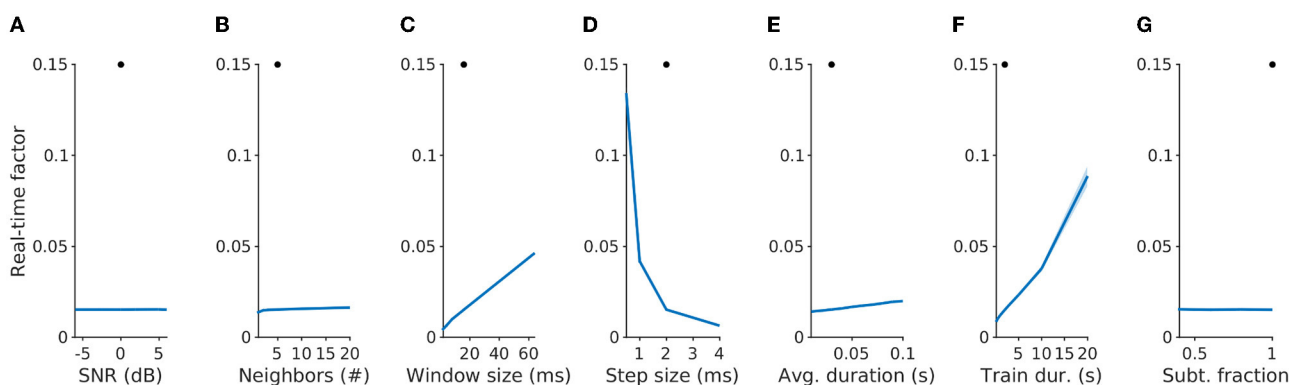 A B C D E F G
Real-time factor
0.15 0.15 0.15 0.15 0.15 0.15 0.15
0.1 0.1 0.1 0.1 0.1 0.1 0.1
0.05 0.05 0.05 0.05 0.05 0.05 0.05
0 0 0 0 0 0 0
-5 0 5 5 10 15 20 20 40 60 1 2 3 4 0.05 0.1 5 10 15 20 0.5 1
SNR (dB) Neighbors (#) Window size (ms) Step size (ms) Avg. duration (s) Train dur. (s) Subt. fraction